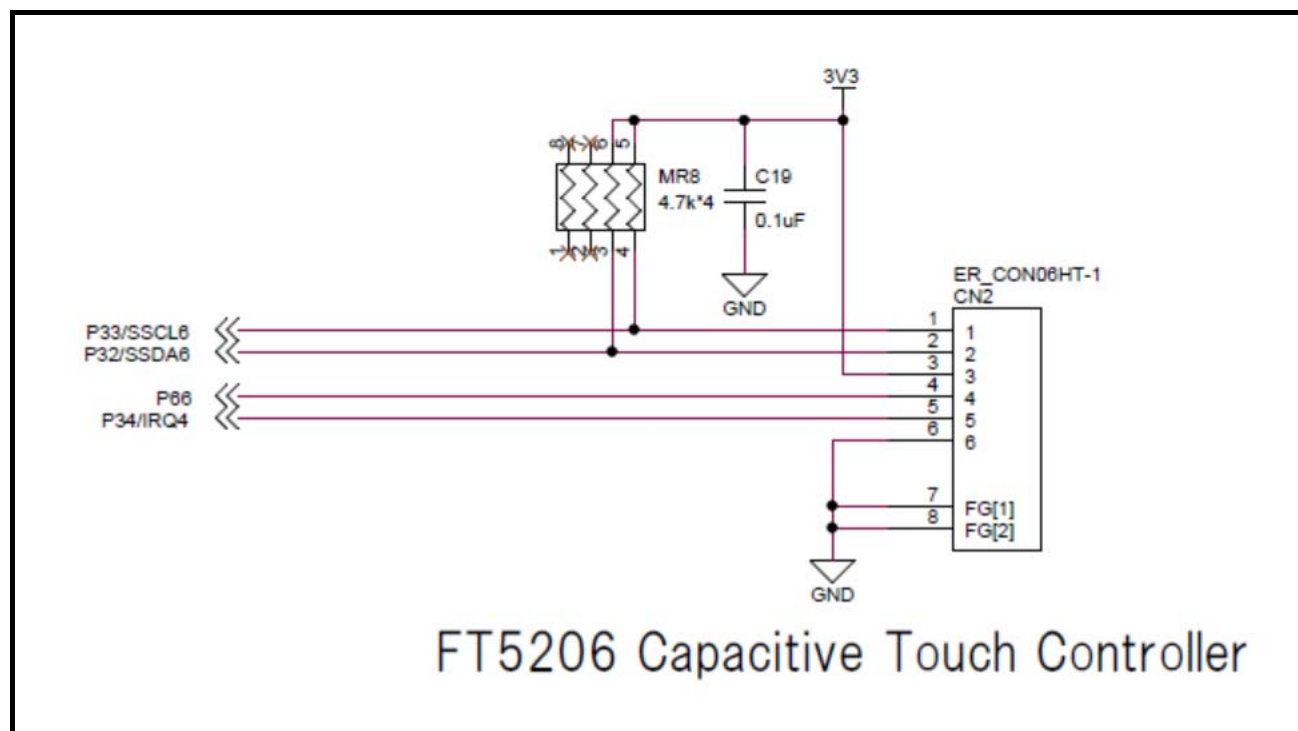 3V3
8 7 6 5
MR8
4.7k*4
C19
0.1uF
1 2 3 4
GND
ER_CON06HT-1
CN2
P33/SSCL6 1 1
P32/SSDA6 2 2
3 3
P66 4 4
P34/IRQ4 5 5
6 6
7 FG[1]
8 FG[2]
GND
FT5206 Capacitive Touch Controller